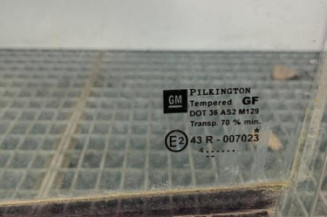 GM PILKINGTON
Tempered GF
DOT 36 AS2 M129
Transp. 70 % min.
E2 43 R - 007023